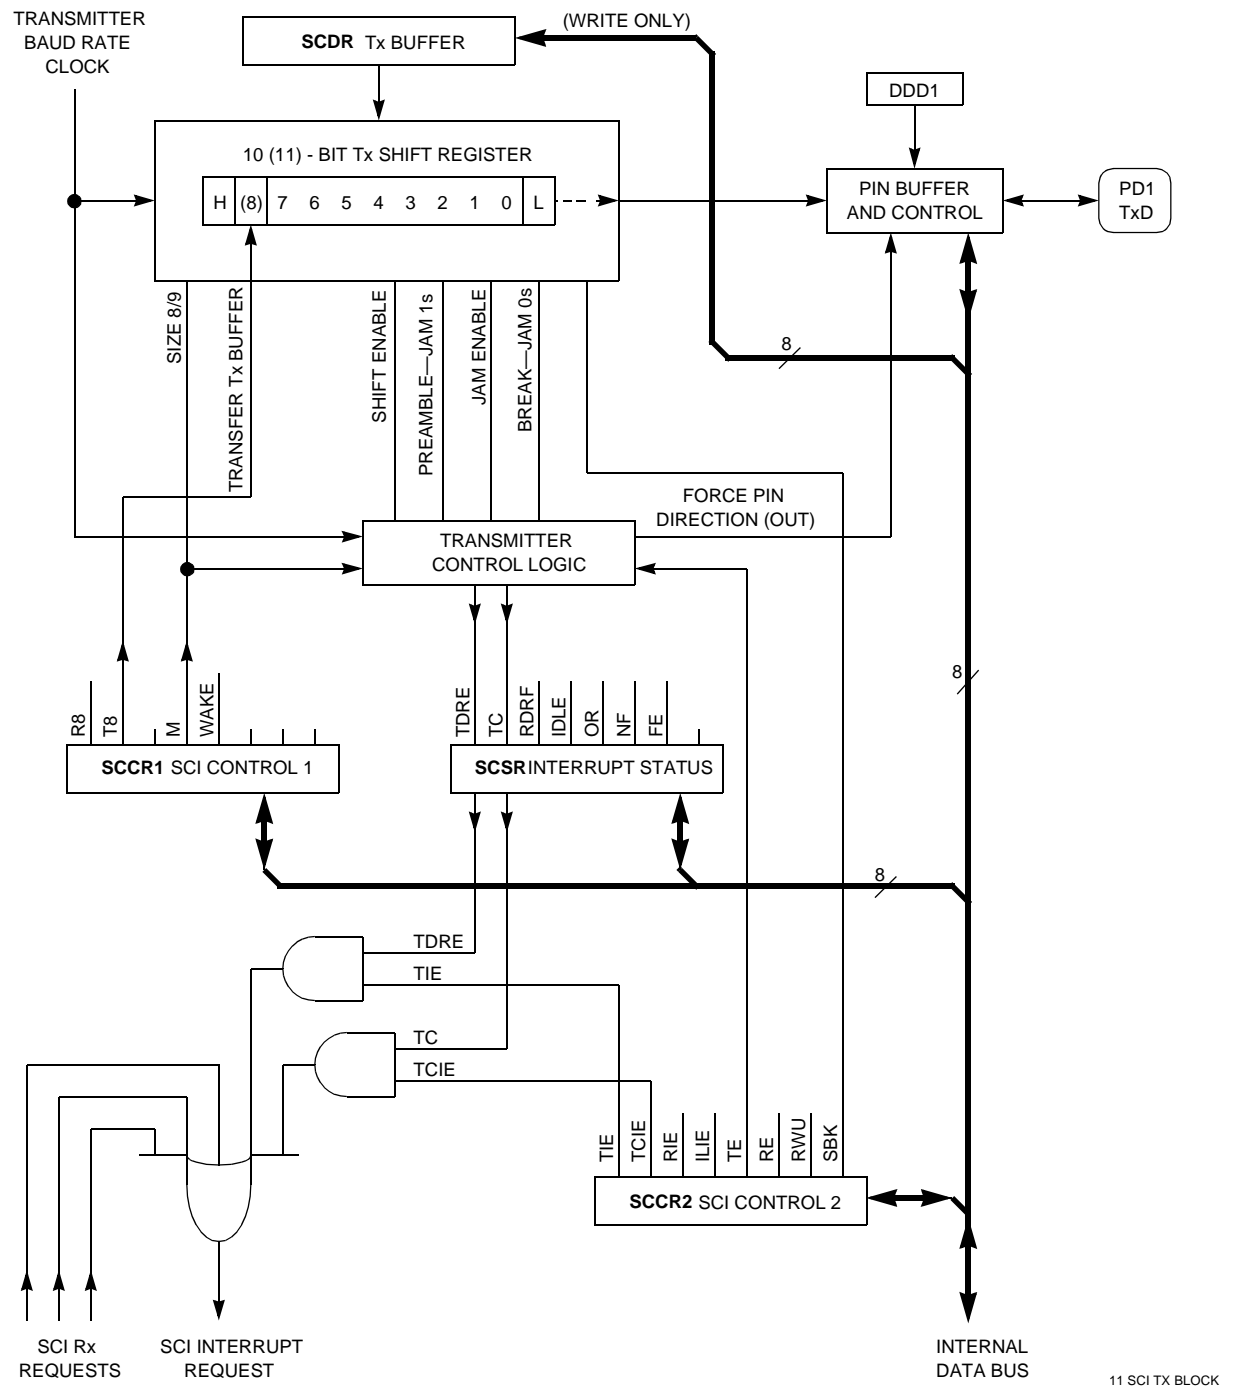 TRANSMITTER
BAUD RATE
CLOCK
SCDR Tx BUFFER
(WRITE ONLY)
DDD1
10 (11) - BIT Tx SHIFT REGISTER
H (8) 7 6 5 4 3 2 1 0 L
PIN BUFFER
AND CONTROL
PD1
TxD
SIZE 8/9
TRANSFER Tx BUFFER
SHIFT ENABLE
PREAMBLE—JAM 1s
JAM ENABLE
BREAK—JAM 0s
8
FORCE PIN
DIRECTION (OUT)
TRANSMITTER
CONTROL LOGIC
8
R8
T8
M
WAKE
TDRE
TC
RDRF
IDLE
OR
NF
FE
SCCR1 SCI CONTROL 1
SCSR INTERRUPT STATUS
8
TDRE
TIE
TC
TCIE
TIE
TCIE
RIE
ILIE
TE
RE
RWU
SBK
SCCR2 SCI CONTROL 2
SCI Rx
REQUESTS
SCI INTERRUPT
REQUEST
INTERNAL
DATA BUS
11 SCI TX BLOCK